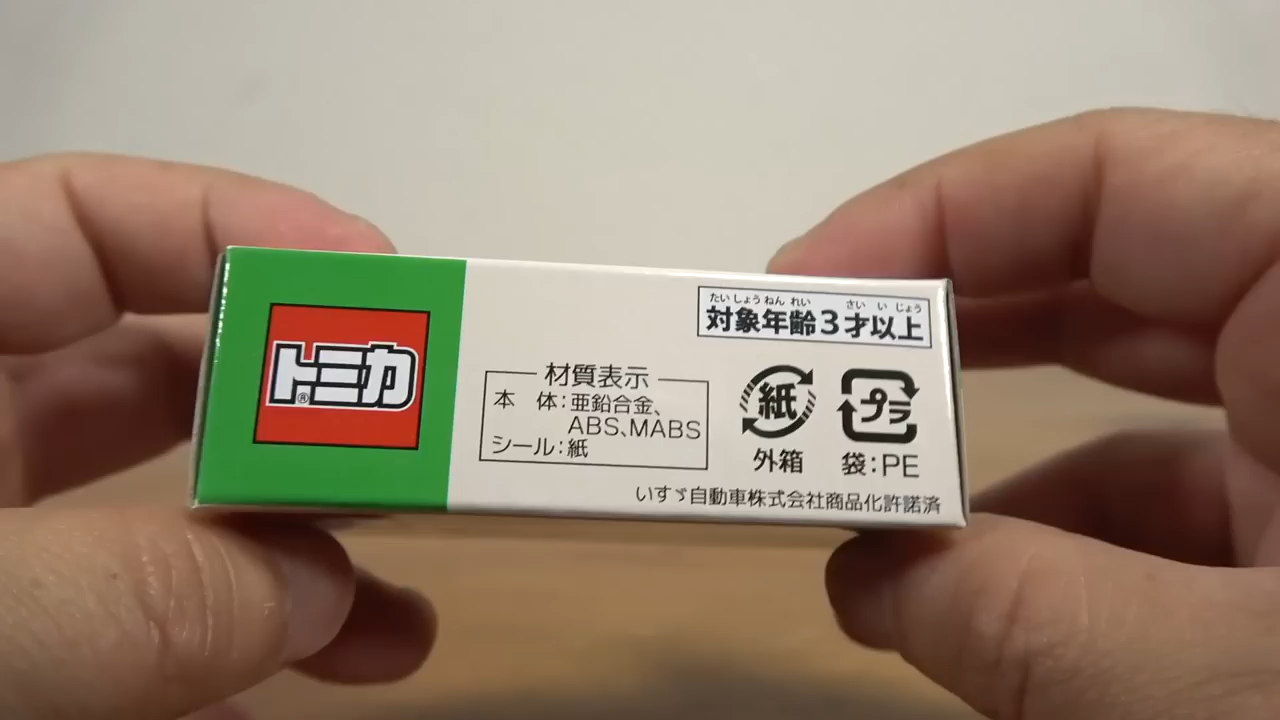 トミカ
®
たいしょうねんれい さいいじょう
対象年齢3才以上
材質表示
本 体:亜鉛合金、
ABS、MABS
シール:紙
紙
外箱
プラ
袋:PE
いすゞ自動車株式会社商品化許諾済